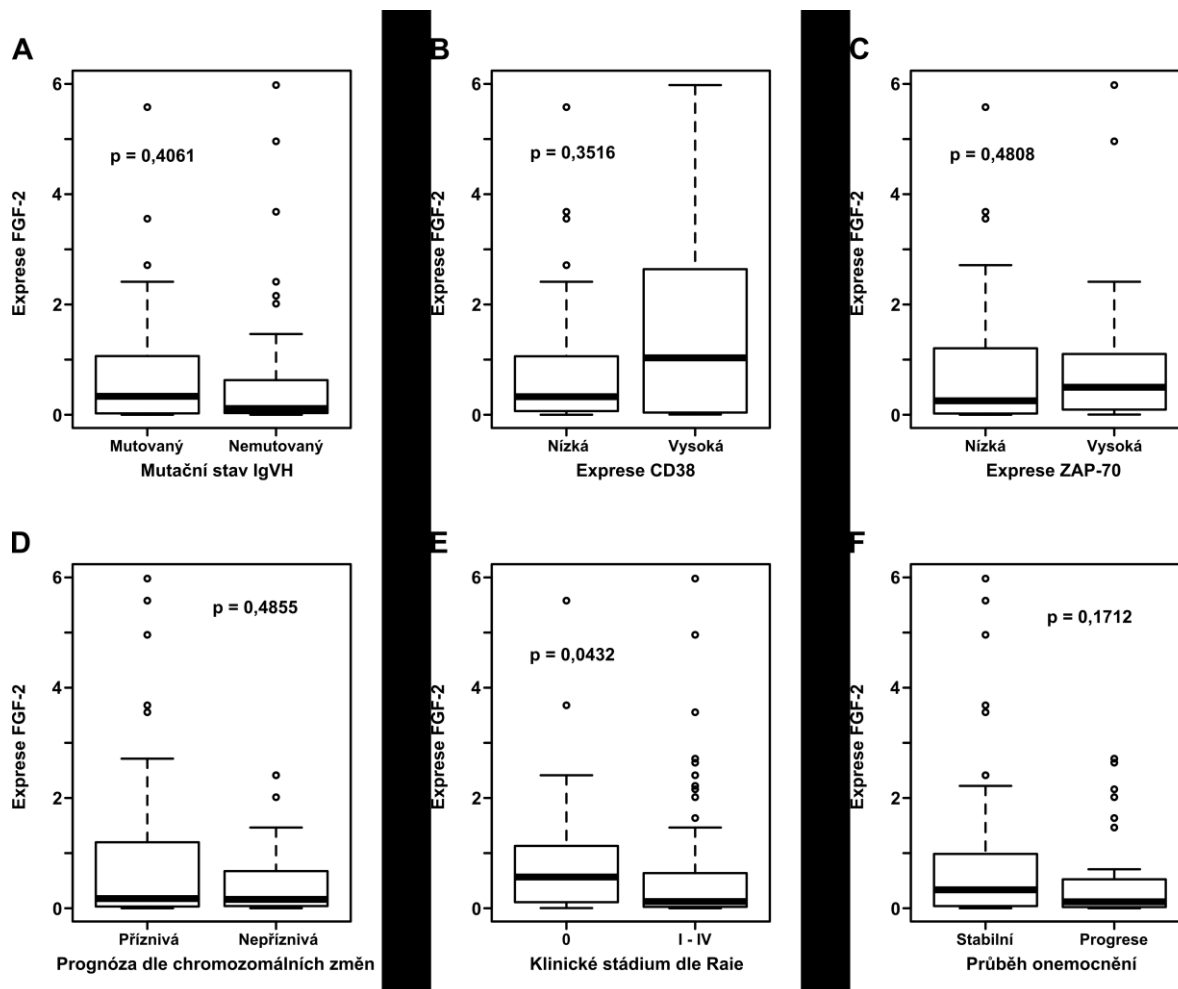 A
Exprese FGF-2
6
4
2
0
p = 0,4061
Mutovaný Nemutovaný
Mutační stav IgVH
B
Exprese FGF-2
6
4
2
0
p = 0,3516
Nízká Vysoká
Exprese CD38
C
Exprese FGF-2
6
4
2
0
p = 0,4808
Nízká Vysoká
Exprese ZAP-70
D
Exprese FGF-2
6
4
2
0
p = 0,4855
Příznivá Nepříznivá
Prognóza dle chromozomálních změn
E
Exprese FGF-2
6
4
2
0
p = 0,0432
0 I - IV
Klinické stádium dle Raie
F
Exprese FGF-2
6
4
2
0
p = 0,1712
Stabilní Progrese
Průběh onemocnění